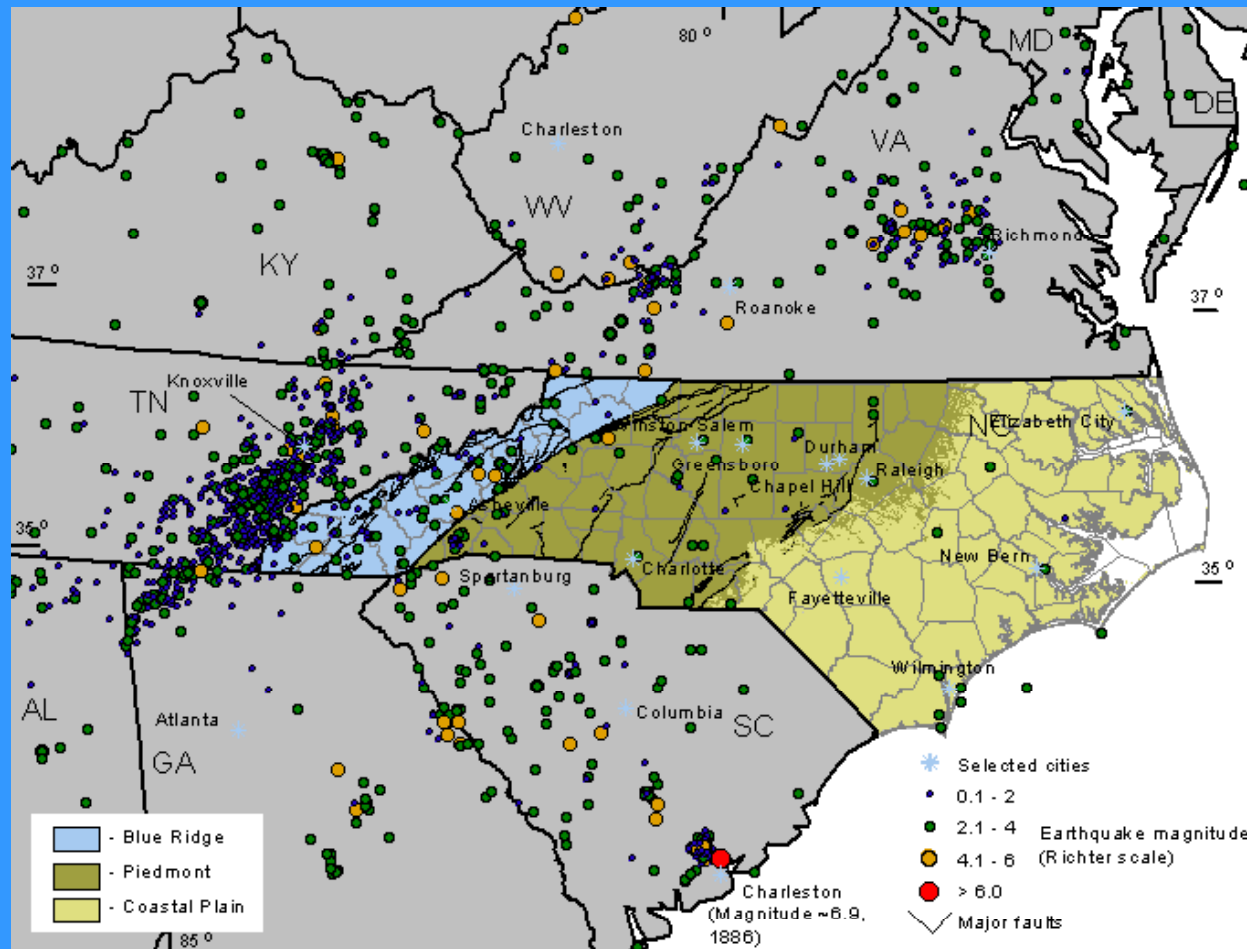 80 º
MD
DE
Charleston
VA
WV
Richmond
KY
37 º
Roanoke
37 º
Knoxville
TN
NC
Elizabeth City
Winston-Salem
Durham
Greensboro
Raleigh
Chapel Hill
Asheville
35 º
New Bern
Charlotte
Spartanburg
35 º
Fayetteville
Wilmington
AL
Columbia
SC
Atlanta
GA
Selected cities
0.1 - 2
2.1 - 4
Earthquake magnitude
4.1 - 6
(Richter scale)
> 6.0
Major faults
- Blue Ridge
- Piedmont
- Coastal Plain
Charleston
(Magnitude ~6.9,
1886)
85 º